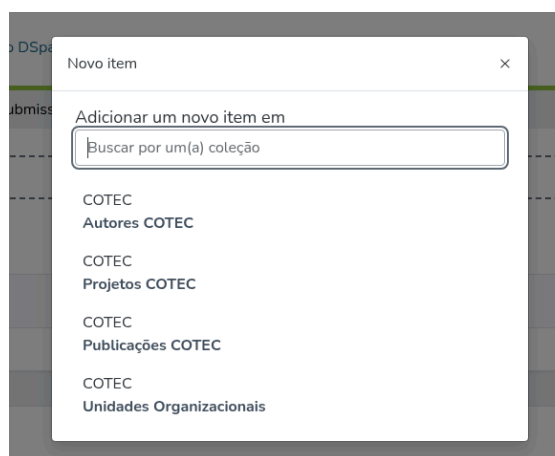 o DSpa
Novo item
×
ubmiss
Adicionar um novo item em
Buscar por um(a) coleção
COTEC
Autores COTEC
COTEC
Projetos COTEC
COTEC
Publicações COTEC
COTEC
Unidades Organizacionais